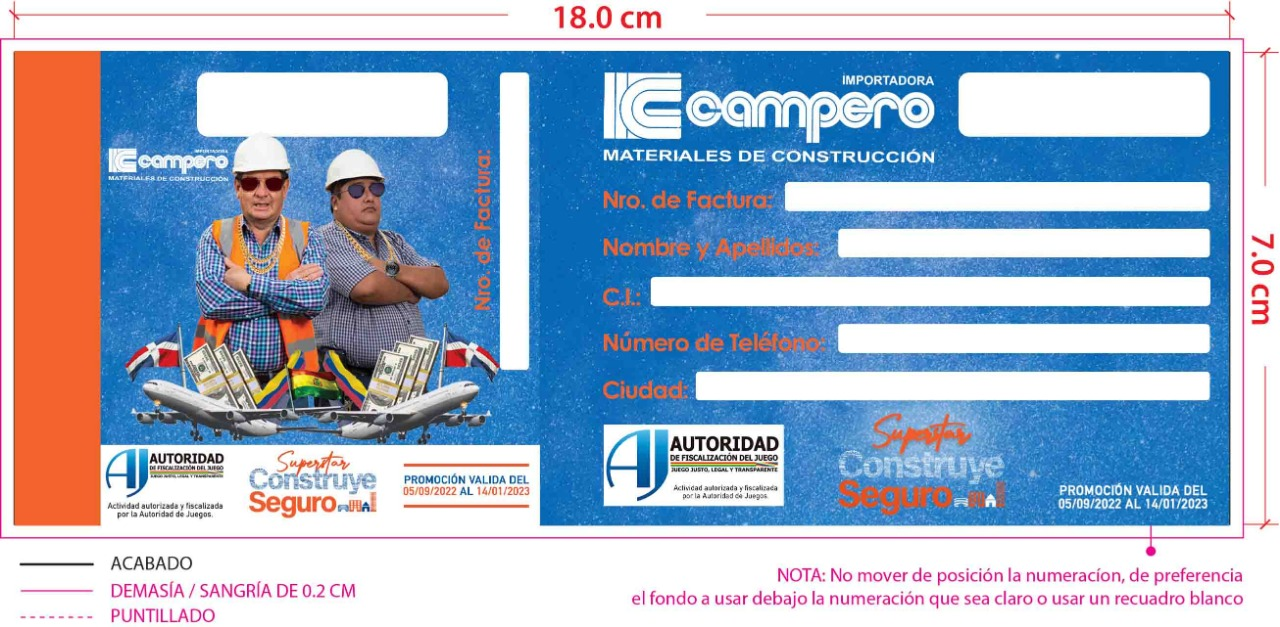 18.0 cm
7.0 cm
IMPORTADORA
campero
MATERIALES DE CONSTRUCCIÓN
Nro. de Factura:
AJ AUTORIDAD
DE FISCALIZACIÓN DEL JUEGO
JUEGO JUSTO, LEGAL Y TRANSPARENTE
Actividad autorizada y fiscalizada
por la Autoridad de Juegos.
Superstar
Construye
Seguro
PROMOCIÓN VALIDA DEL
05/09/2022 AL 14/01/2023
IMPORTADORA
campero
MATERIALES DE CONSTRUCCIÓN
Nro. de Factura:
Nombre y Apellidos:
C.I.:
Número de Teléfono:
Ciudad:
AJ AUTORIDAD
DE FISCALIZACIÓN DEL JUEGO
JUEGO JUSTO, LEGAL Y TRANSPARENTE
Actividad autorizada y fiscalizada
por la Autoridad de Juegos.
Superstar
Construye
Seguro
PROMOCIÓN VALIDA DEL
05/09/2022 AL 14/01/2023
ACABADO
DEMASÍA / SANGRÍA DE 0.2 CM
PUNTILLADO
NOTA: No mover de posición la numeracíon, de preferencia
el fondo a usar debajo la numeración que sea claro o usar un recuadro blanco